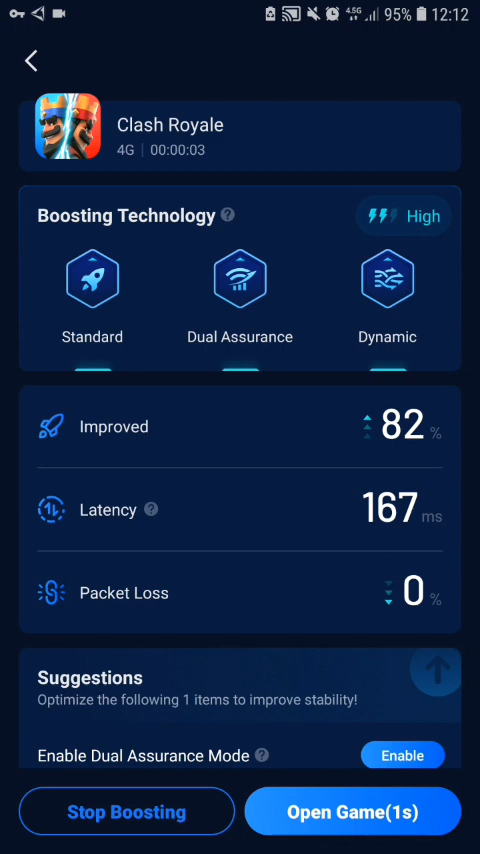 4.5G 95% 12:12
Clash Royale
4G | 00:00:03
Boosting Technology ? High
Standard Dual Assurance Dynamic
Improved 82 %
Latency ? 167 ms
Packet Loss 0 %
Suggestions
Optimize the following 1 items to improve stability!
Enable Dual Assurance Mode ? Enable
Stop Boosting Open Game(1s)